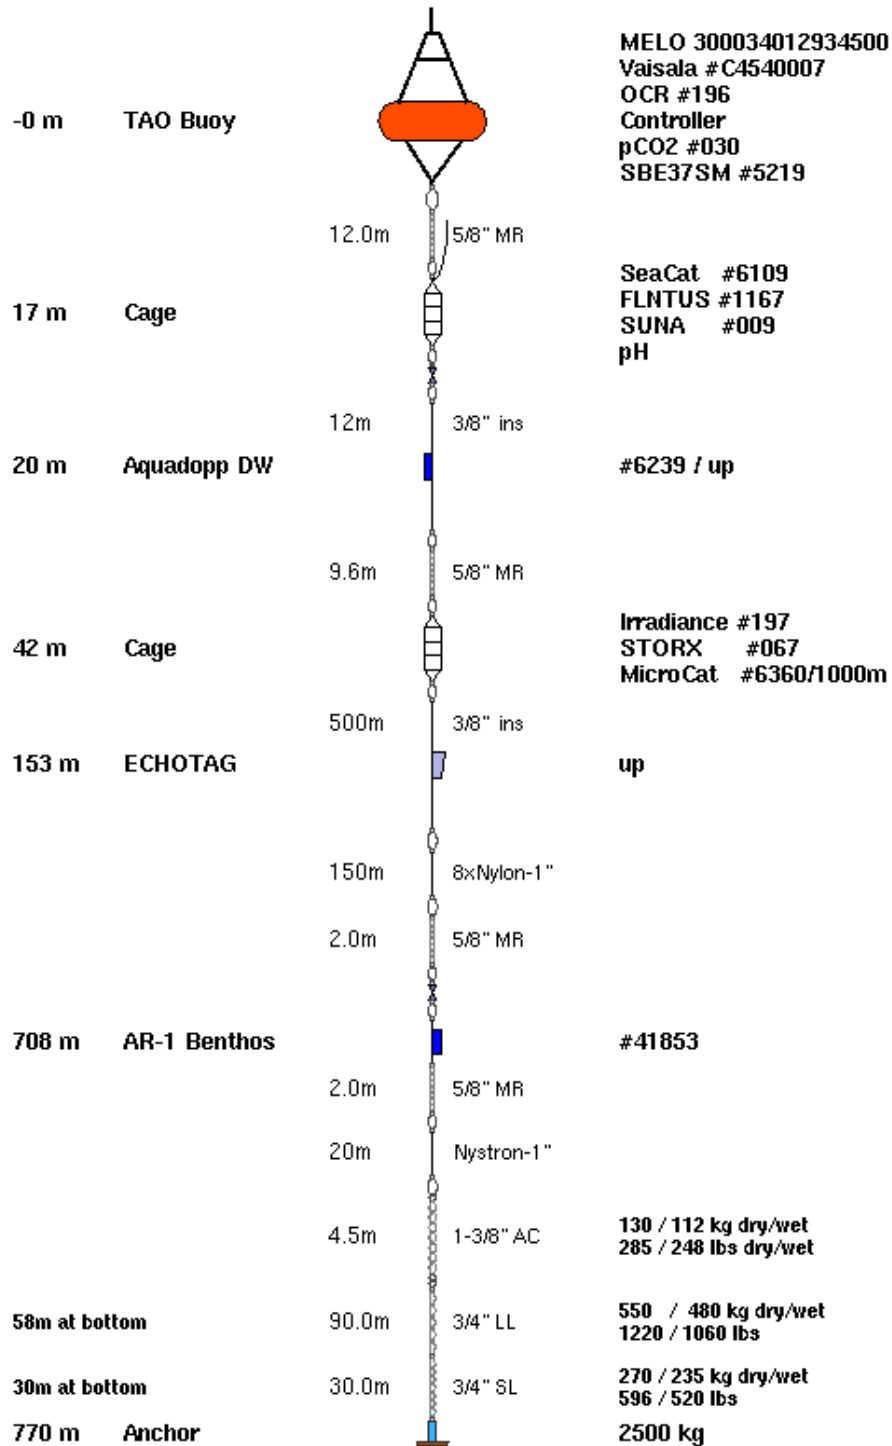 MELO 300034012934500
Vaisala #C4540007
OCR #196
-0 m TAO Buoy Controller
pCO2 #030
SBE37SM #5219
12.0m 5/8" MR
SeaCat #6109
FLNTUS #1167
17 m Cage SUNA #009
pH
12m 3/8" ins
20 m Aquadopp DW #6239 / up
9.6m 5/8" MR
Irradiance #197
42 m Cage STORX #067
MicroCat #6360/1000m
500m 3/8" ins
153 m ECHOTAG up
150m 8xNylon-1"
2.0m 5/8" MR
708 m AR-1 Benthos #41853
2.0m 5/8" MR
20m Nystron-1"
4.5m 1-3/8" AC 130 / 112 kg dry/wet
285 / 248 lbs dry/wet
58m at bottom 90.0m 3/4" LL 550 / 480 kg dry/wet
1220 / 1060 lbs
30m at bottom 30.0m 3/4" SL 270 / 235 kg dry/wet
596 / 520 lbs
770 m Anchor 2500 kg